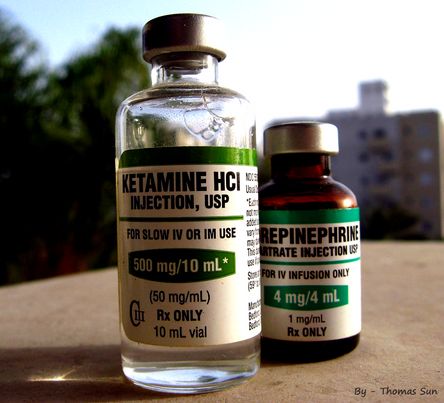 KETAMINE HCl
INJECTION, USP
FOR SLOW IV OR IM USE
500 mg/10 mL*
(50 mg/mL)
CIII
Rx ONLY
10 mL vial
REPINEPHRINE
ATRATE INJECTION USP
FOR IV INFUSION ONLY
4 mg/4 mL
1 mg/mL
Rx ONLY
By - Thomas Sun